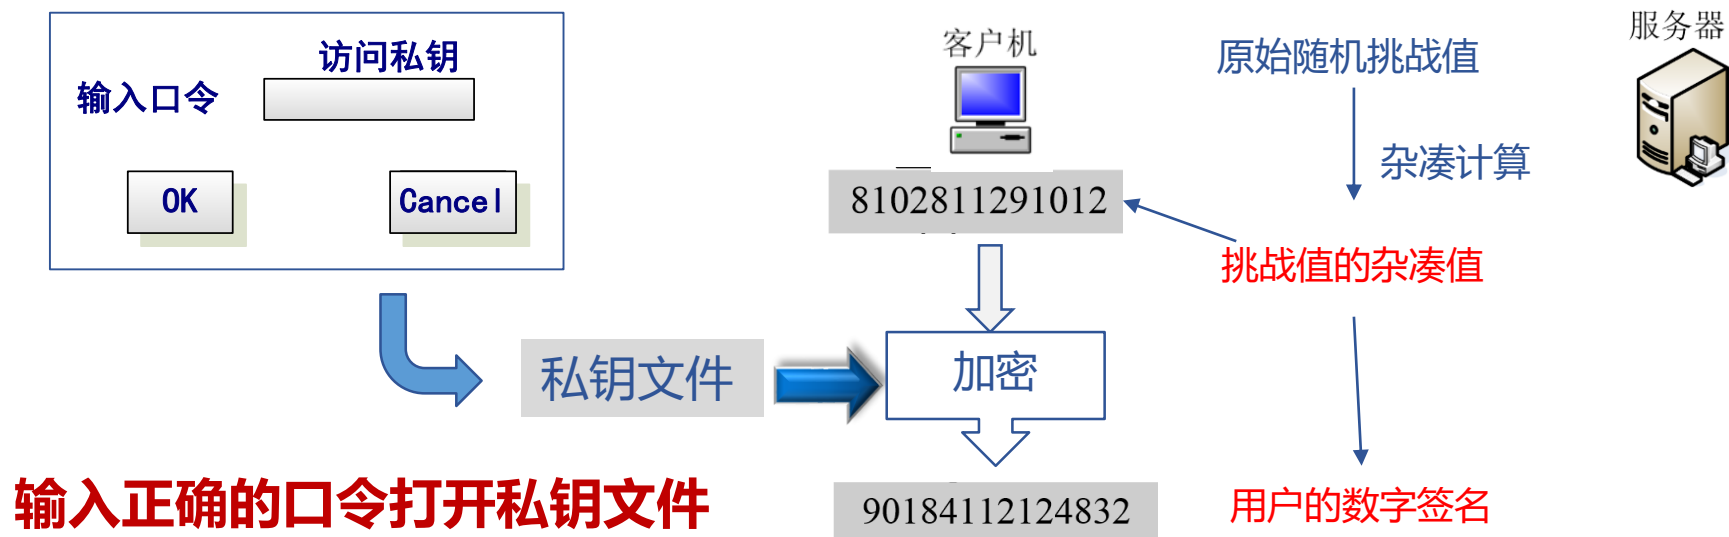 访问私钥
输入口令
OK
Cancel
客户机
原始随机挑战值
服务器
杂凑计算
8102811291012
挑战值的杂凑值
私钥文件
加密
输入正确的口令打开私钥文件
90184112124832
用户的数字签名